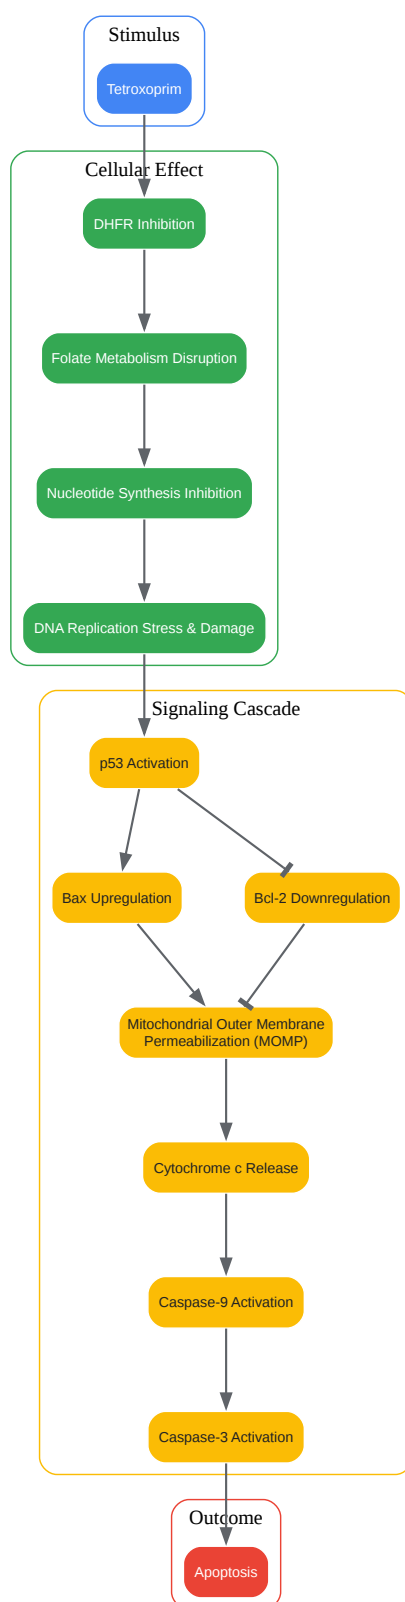 Stimulus
Tetroxoprim
Cellular Effect
DHFR Inhibition
Folate Metabolism Disruption
Nucleotide Synthesis Inhibition
DNA Replication Stress & Damage
Signaling Cascade
p53 Activation
Bax Upregulation
Bcl-2 Downregulation
Mitochondrial Outer Membrane
Permeabilization (MOMP)
Cytochrome c Release
Caspase-9 Activation
Caspase-3 Activation
Outcome
Apoptosis